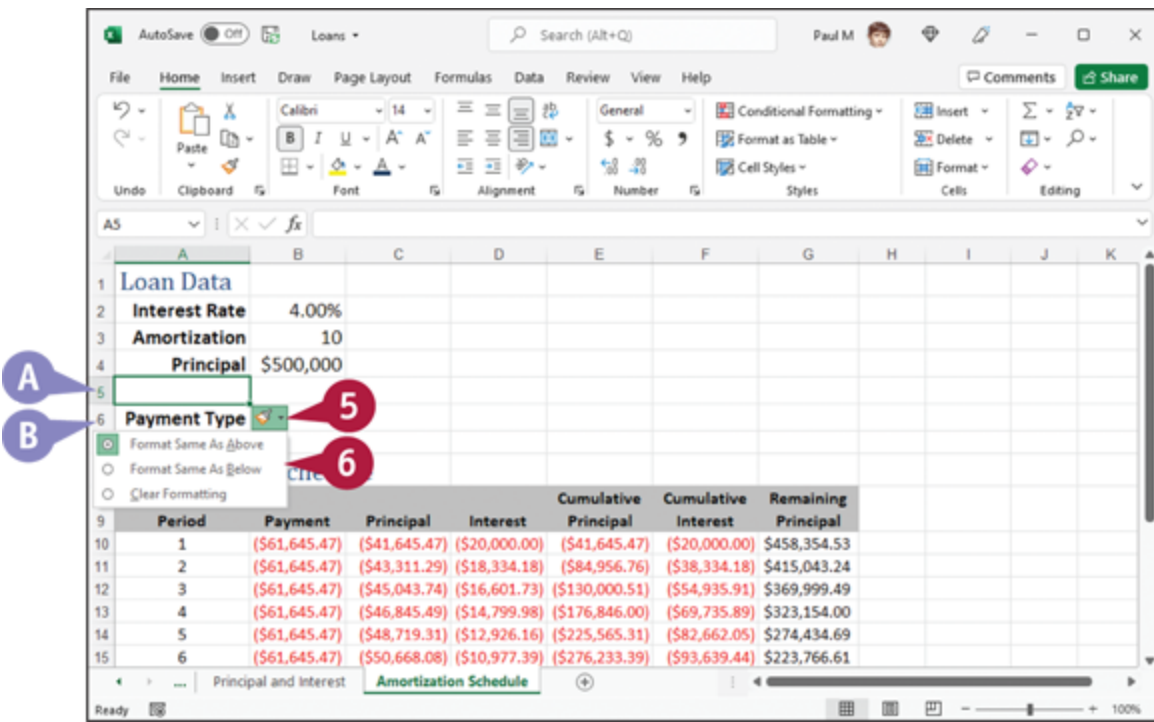 AutoSave Off Loans Search (Alt+Q) Paul M
File Home Insert Draw Page Layout Formulas Data Review View Help Comments Share
Calibri 14 General Conditional Formatting Insert
Paste B I U A A $ % Format as Table Delete
Cell Styles Format
Undo Clipboard Font Alignment Number Styles Cells Editing
A5 fx
A B C D E F G H I J K
1 Loan Data
2 Interest Rate 4.00%
3 Amortization 10
4 Principal $500,000
A
5
5
6 Payment Type
B
Format Same As Above
Format Same As Below
6
Clear Formatting
Cumulative Cumulative Remaining
9 Period Payment Principal Interest Principal Interest Principal
10 1 ($61,645.47) ($41,645.47) ($20,000.00) ($41,645.47) ($20,000.00) $458,354.53
11 2 ($61,645.47) ($43,311.29) ($18,334.18) ($84,956.76) ($38,334.18) $415,043.24
12 3 ($61,645.47) ($45,043.74) ($16,601.73) ($130,000.51) ($54,935.91) $369,999.49
13 4 ($61,645.47) ($46,845.49) ($14,799.98) ($176,846.00) ($69,735.89) $323,154.00
14 5 ($61,645.47) ($48,719.31) ($12,926.16) ($225,565.31) ($82,662.05) $274,434.69
15 6 ($61,645.47) ($50,668.08) ($10,977.39) ($276,233.39) ($93,639.44) $223,766.61
... Principal and Interest Amortization Schedule
Ready 100%